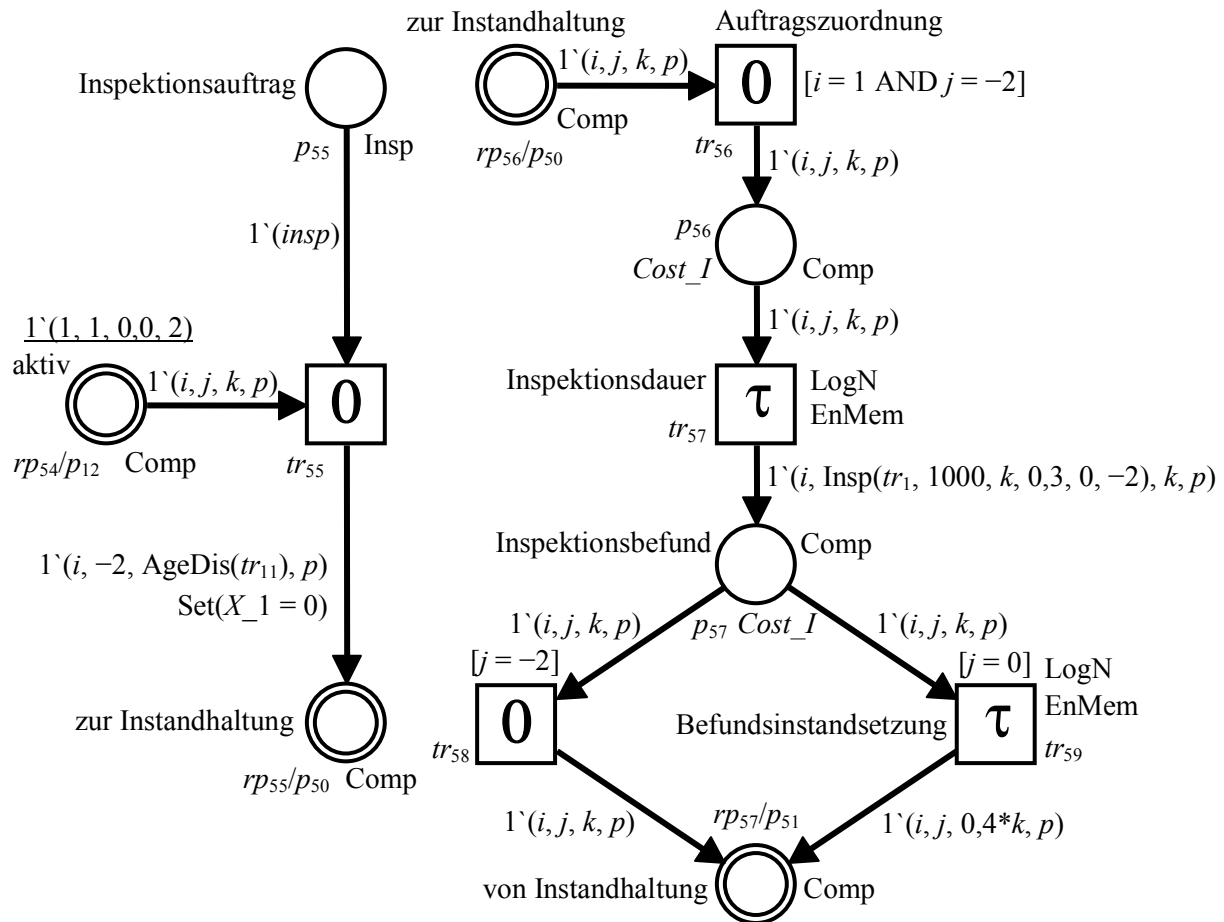 Inspektionsauftrag
p55 Insp
1`(insp)
1`(1, 1, 0,0, 2)
aktiv
1`(i, j, k, p)
0
rp54/p12 Comp
tr55
1`(i, −2, AgeDis(tr11), p)
Set(X_1 = 0)
zur Instandhaltung
rp55/p50 Comp
zur Instandhaltung
Auftragszuordnung
1`(i, j, k, p)
0
[i = 1 AND j = −2]
Comp
rp56/p50
tr56
1`(i, j, k, p)
p56
Cost_I
Comp
1`(i, j, k, p)
Inspektionsdauer
τ
LogN
EnMem
tr57
1`(i, Insp(tr1, 1000, k, 0,3, 0, −2), k, p)
Inspektionsbefund
Comp
p57 Cost_I
1`(i, j, k, p)
1`(i, j, k, p)
[j = −2]
0
tr58
[j = 0]
LogN
EnMem
Befundsinstandsetzung
τ
tr59
1`(i, j, k, p)
rp57/p51
1`(i, j, 0,4*k, p)
von Instandhaltung
Comp